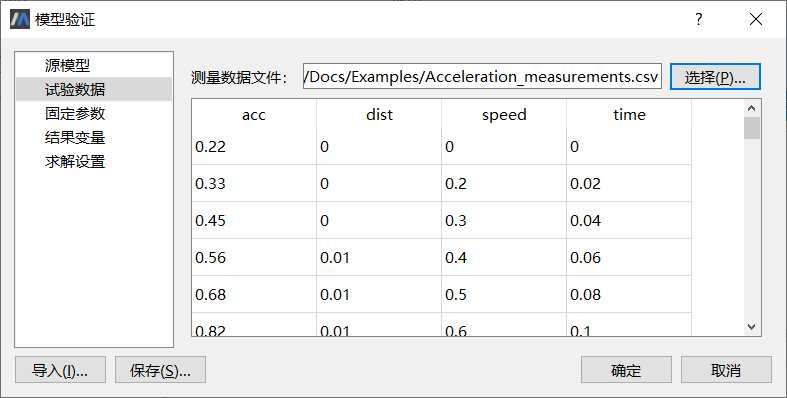 模型验证
源模型
试验数据
固定参数
结果变量
求解设置
测量数据文件: /Docs/Examples/Acceleration_measurements.csv 选择(P)...
acc dist speed time
0.22 0 0 0
0.33 0 0.2 0.02
0.45 0 0.3 0.04
0.56 0.01 0.4 0.06
0.68 0.01 0.5 0.08
0.82 0.01 0.6 0.1
导入(I)... 保存(S)... 确定 取消